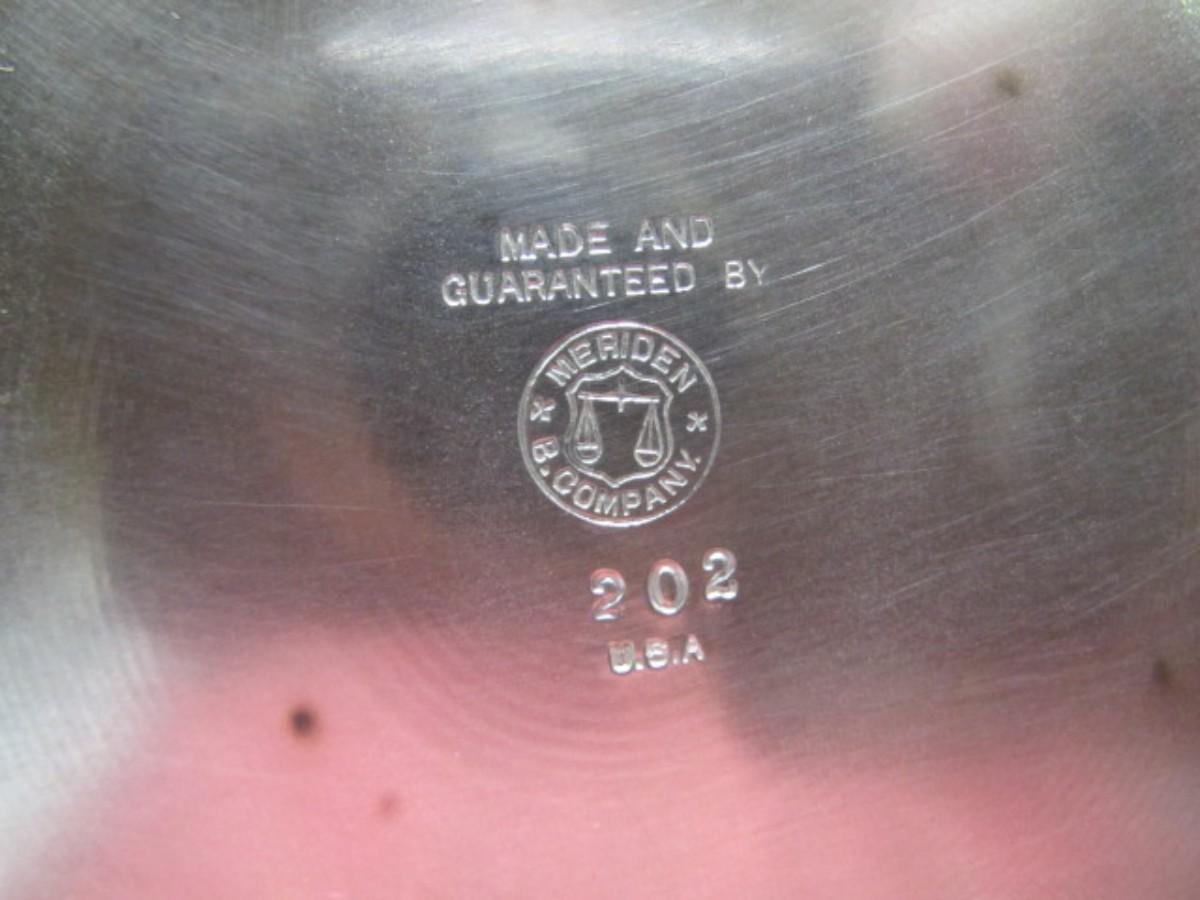 MADE AND
GUARANTEED BY
* MERIDEN *
B. COMPANY.
202
U.S.A